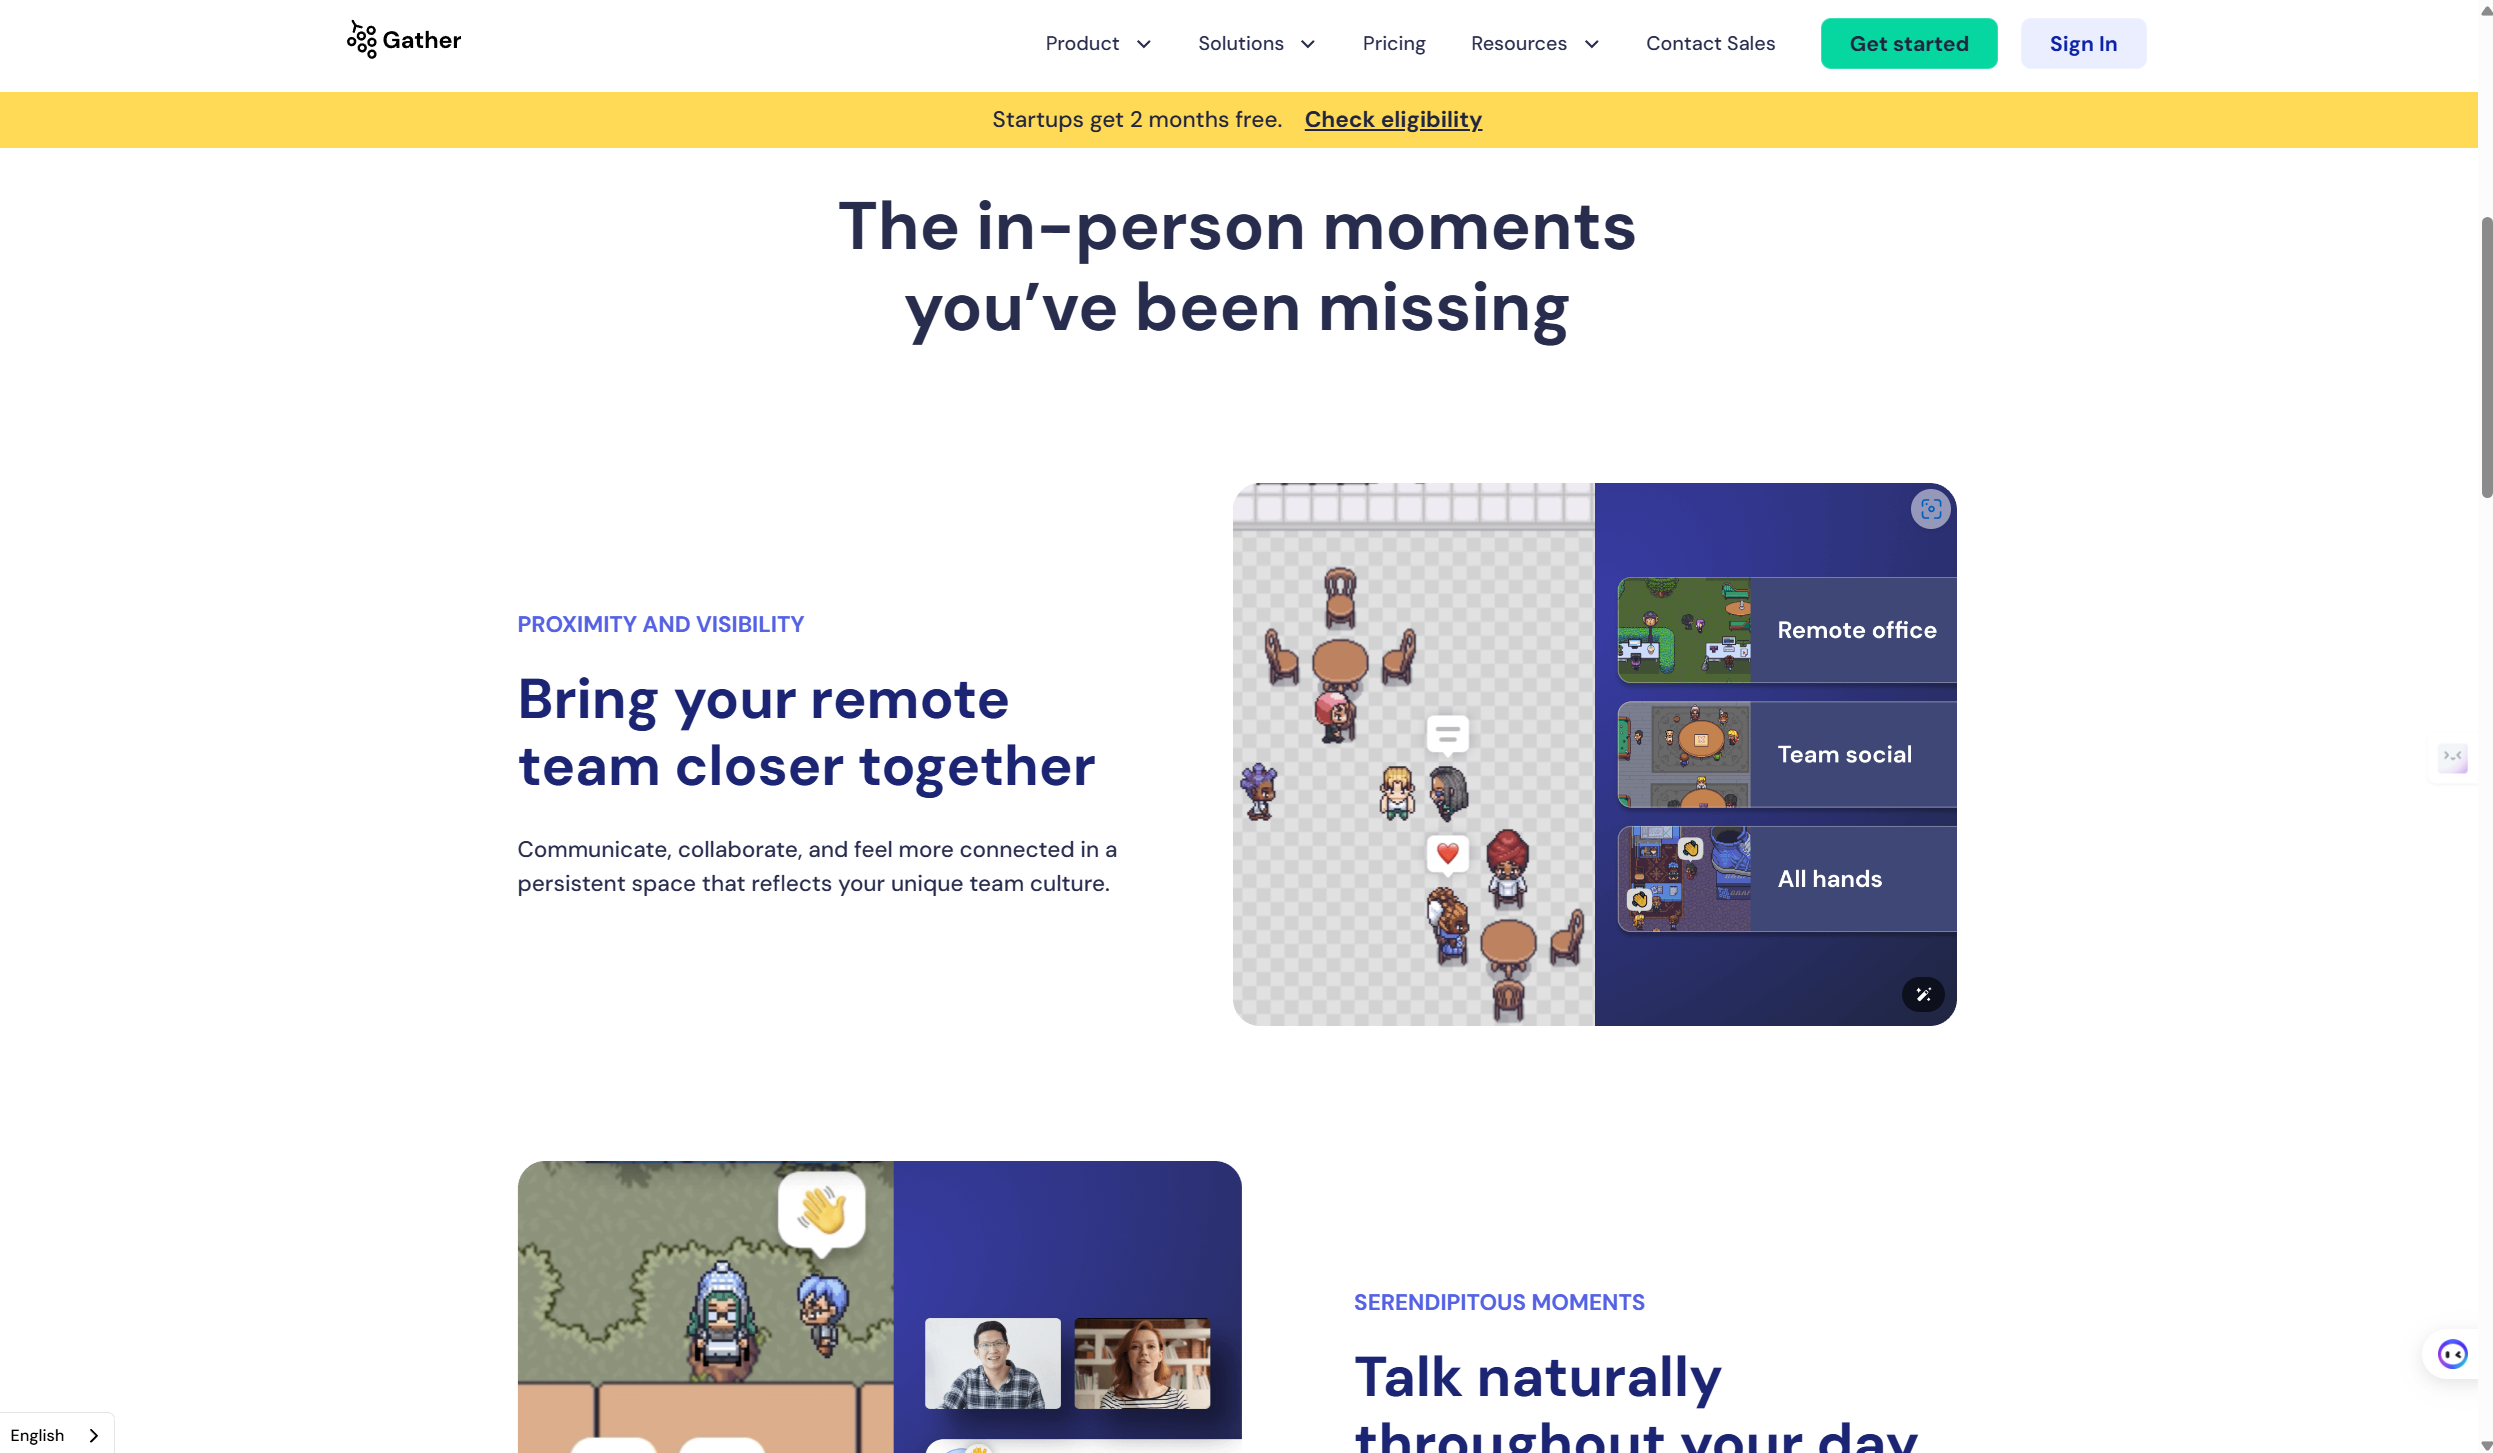 Gather
Product
Solutions
Pricing
Resources
Contact Sales
Get started
Sign In
Startups get 2 months free. Check eligibility
The in-person moments
you’ve been missing
PROXIMITY AND VISIBILITY
Bring your remote
team closer together
Communicate, collaborate, and feel more connected in a
persistent space that reflects your unique team culture.
Remote office
Team social
All hands
SERENDIPITOUS MOMENTS
Talk naturally
throughout your day
English